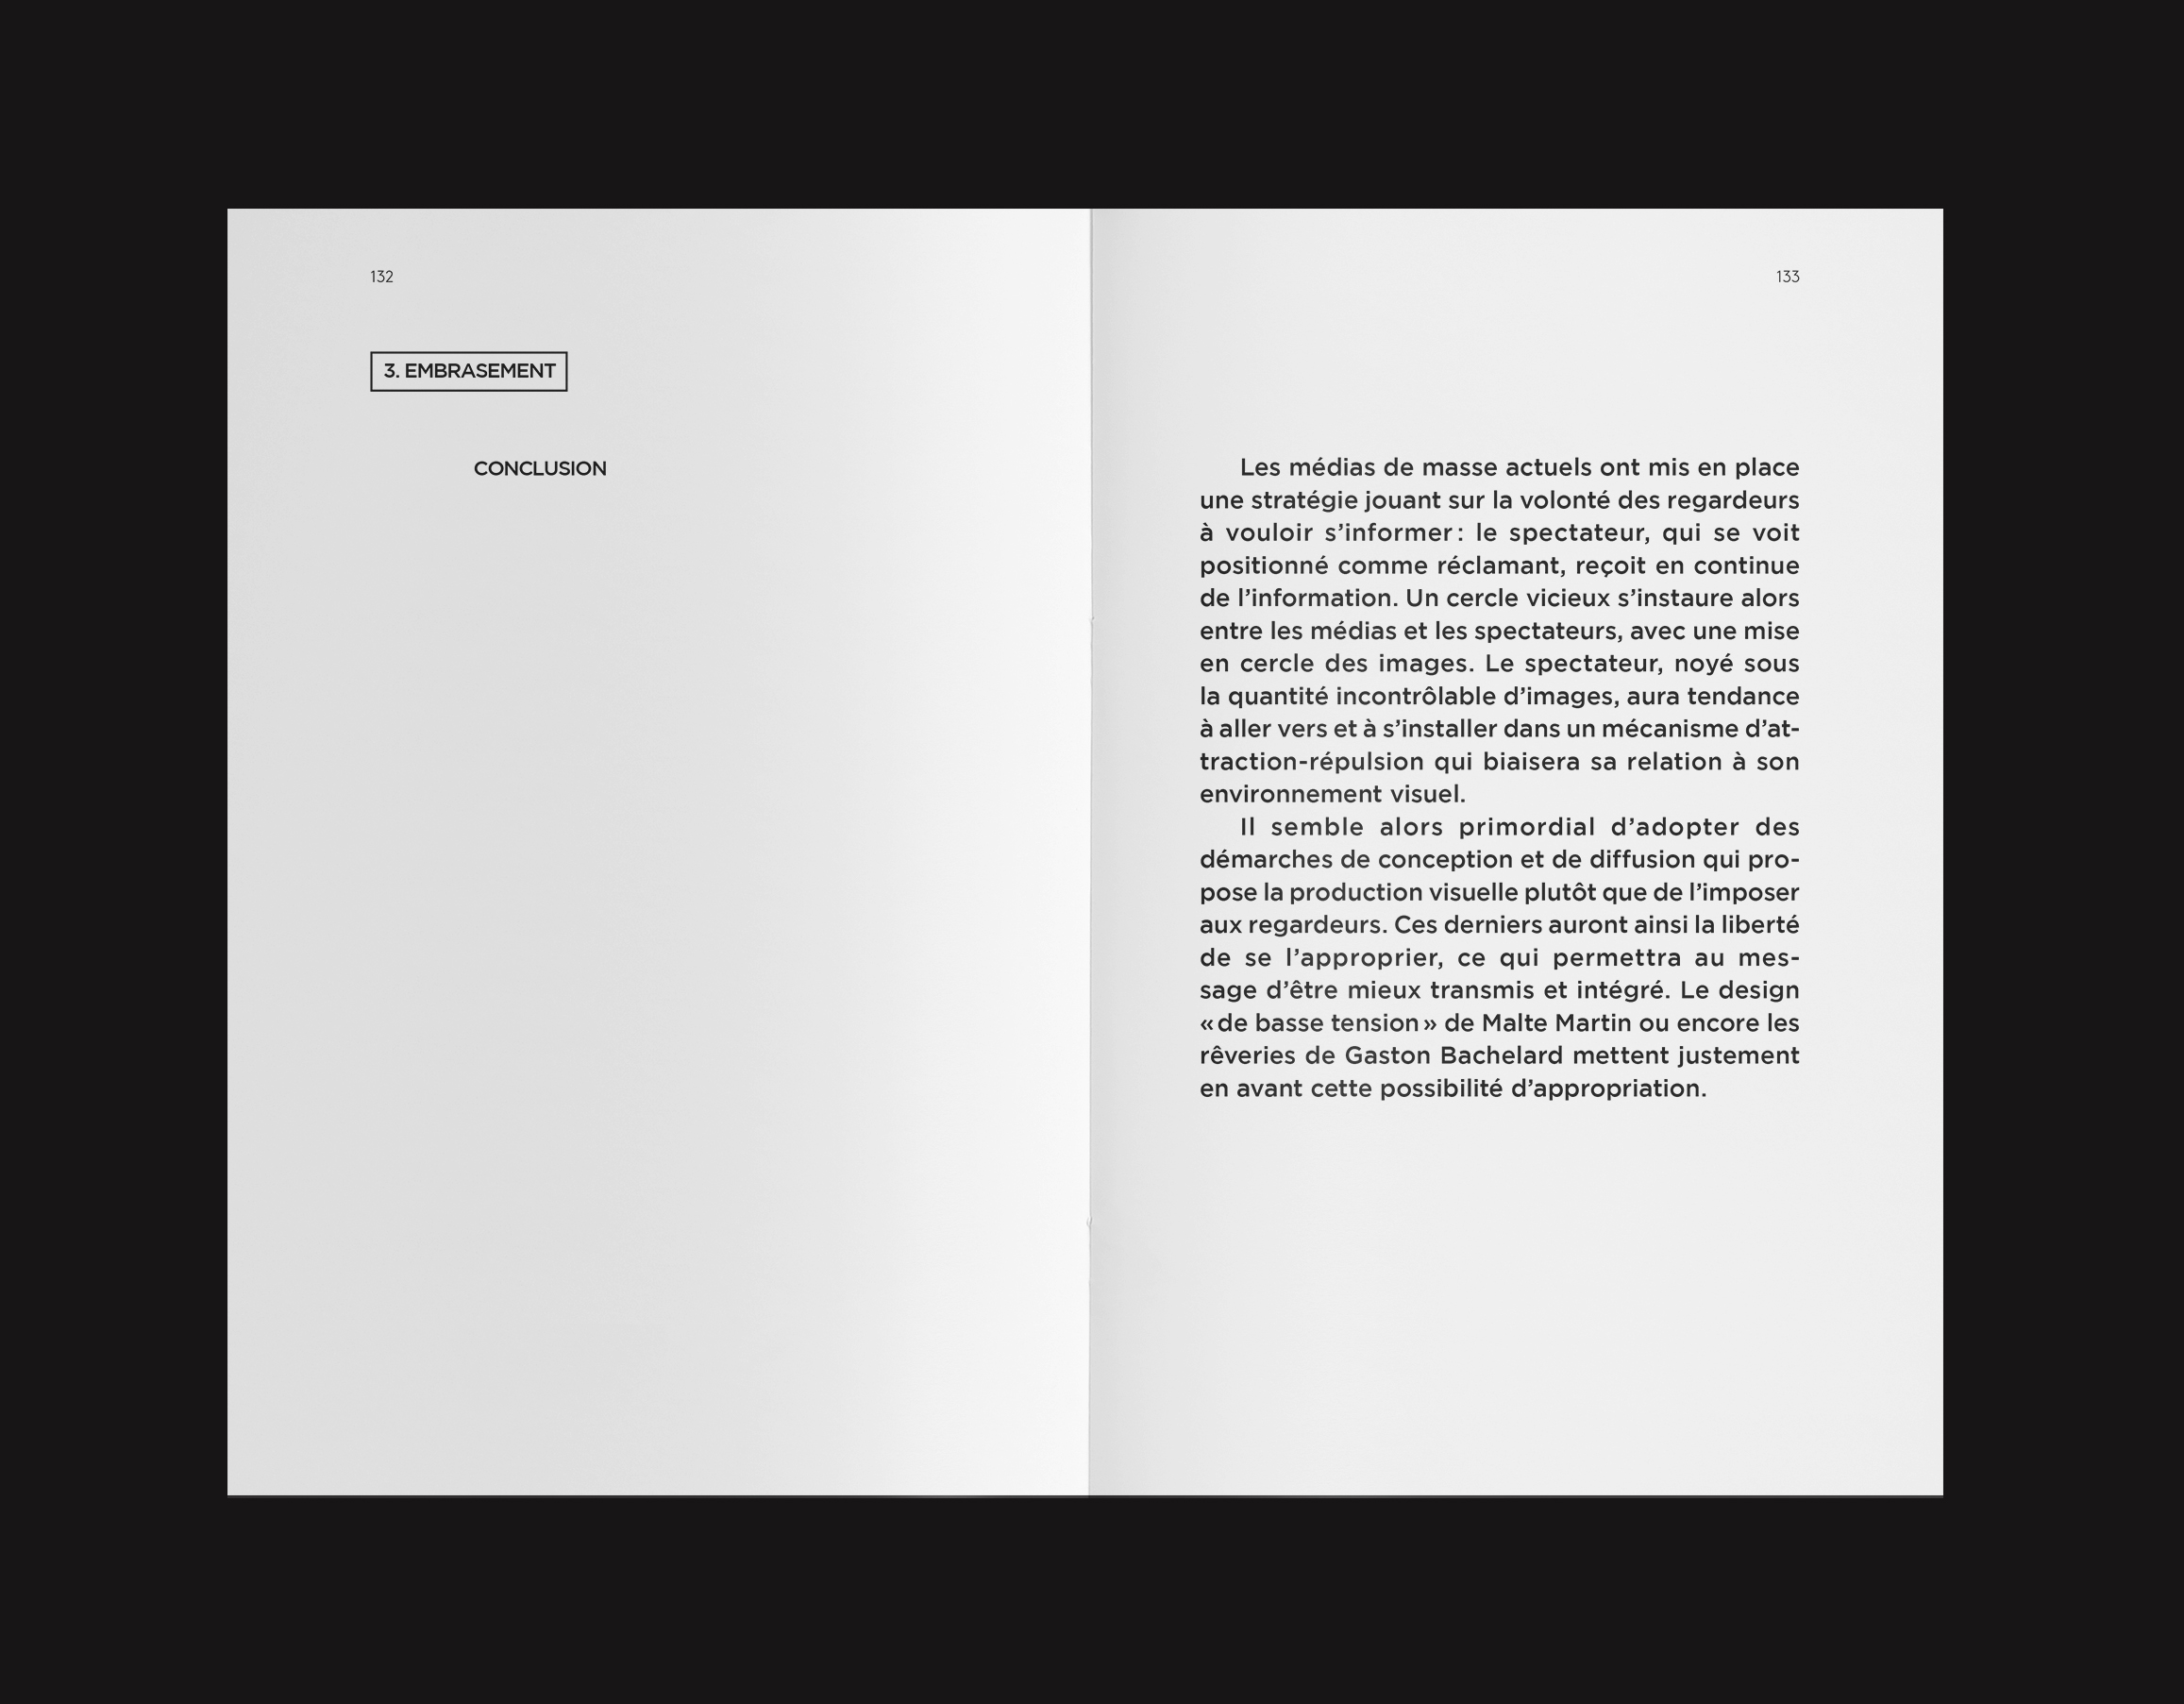 132
3. EMBRASEMENT
CONCLUSION
133
Les médias de masse actuels ont mis en place
une stratégie jouant sur la volonté des regardeurs
à vouloir s’informer : le spectateur, qui se voit
positionné comme réclamant, reçoit en continue
de l’information. Un cercle vicieux s’instaure alors
entre les médias et les spectateurs, avec une mise
en cercle des images. Le spectateur, noyé sous
la quantité incontrôlable d’images, aura tendance
à aller vers et à s’installer dans un mécanisme d’at-
traction-répulsion qui biaisera sa relation à son
environnement visuel.
Il semble alors primordial d’adopter des
démarches de conception et de diffusion qui pro-
pose la production visuelle plutôt que de l’imposer
aux regardeurs. Ces derniers auront ainsi la liberté
de se l’approprier, ce qui permettra au mes-
sage d’être mieux transmis et intégré. Le design
« de basse tension » de Malte Martin ou encore les
rêveries de Gaston Bachelard mettent justement
en avant cette possibilité d’appropriation.